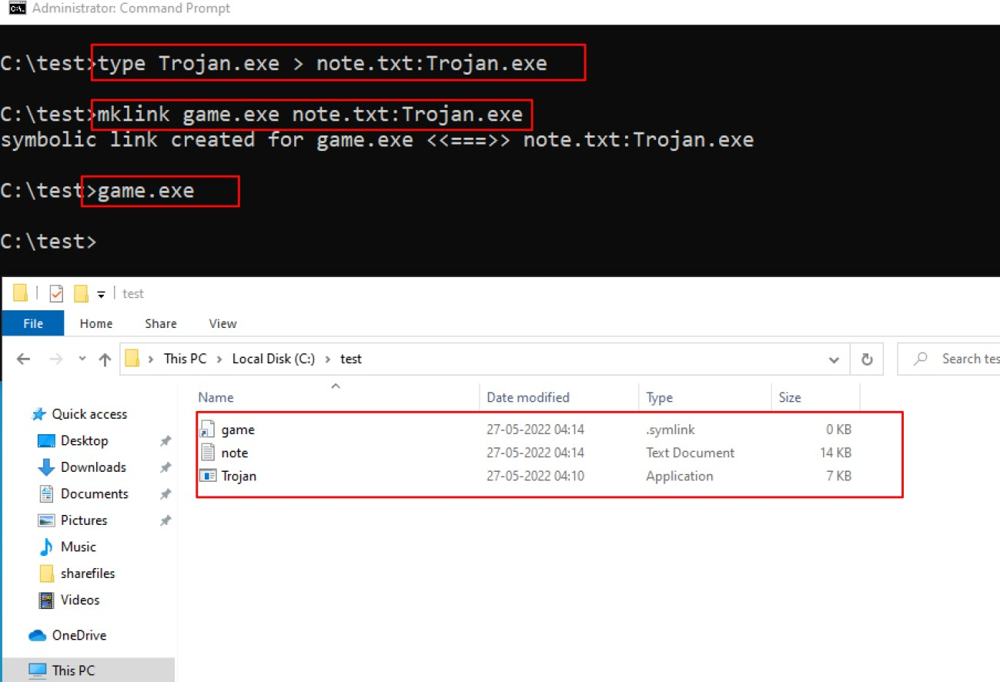 Administrator: Command Prompt
C:\test>type Trojan.exe > note.txt:Trojan.exe
C:\test>mklink game.exe note.txt:Trojan.exe
symbolic link created for game.exe <<===>> note.txt:Trojan.exe
C:\test>game.exe
C:\test>
test
File Home Share View
This PC Local Disk (C:) test Search tes
Name Date modified Type Size
Quick access
game 27-05-2022 04:14 .symlink 0 KB
Desktop
note 27-05-2022 04:14 Text Document 14 KB
Downloads
Trojan 27-05-2022 04:10 Application 7 KB
Documents
Pictures
Music
sharefiles
Videos
OneDrive
This PC